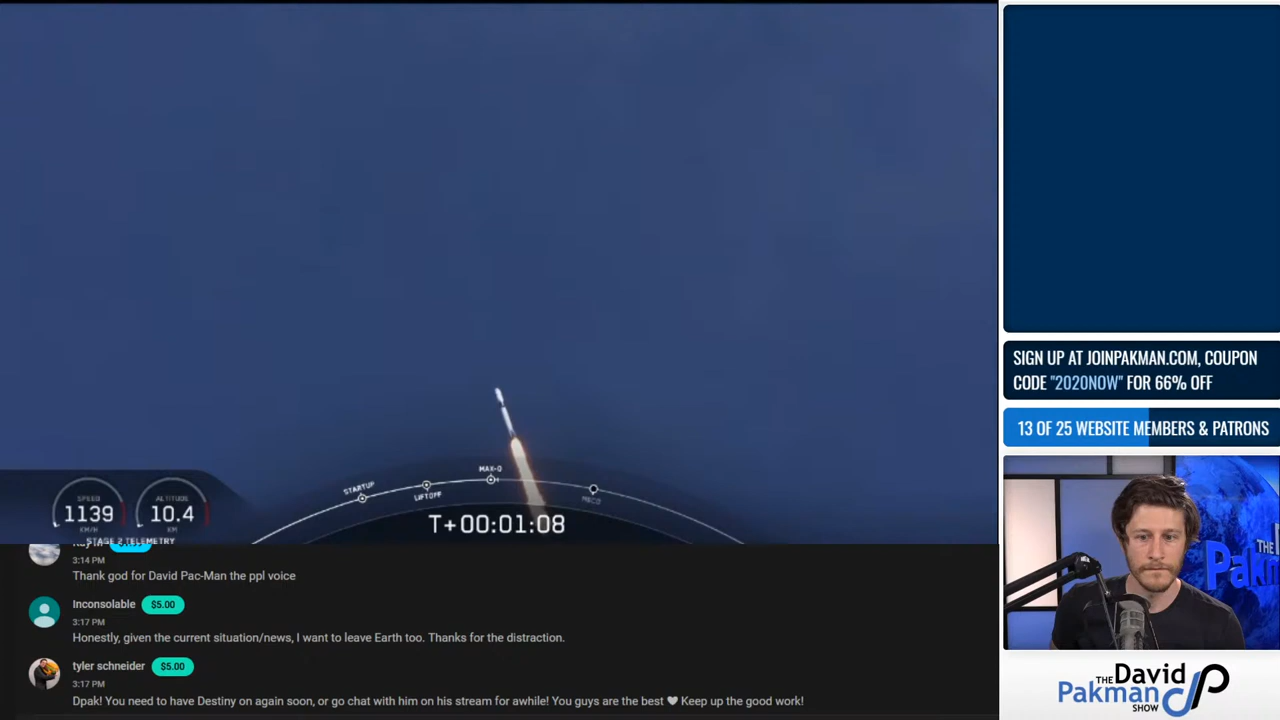 SIGN UP AT JOINPAKMAN.COM, COUPON
CODE "2020NOW" FOR 66% OFF
13 OF 25 WEBSITE MEMBERS & PATRONS
STARTUP
LIFTOFF
MAX-Q
MECO
SPEED
1139
KM/H
ALTITUDE
10.4
KM
STAGE 2 TELEMETRY
T+00:01:08
3:14 PM
Thank god for David Pac-Man the ppl voice
Inconsolable $5.00
3:17 PM
Honestly, given the current situation/news, I want to leave Earth too. Thanks for the distraction.
tyler schneider $5.00
3:17 PM
Dpak! You need to have Destiny on again soon, or go chat with him on his stream for awhile! You guys are the best ❤ Keep up the good work!
THE
Pakm
THE David
Pakman
SHOW